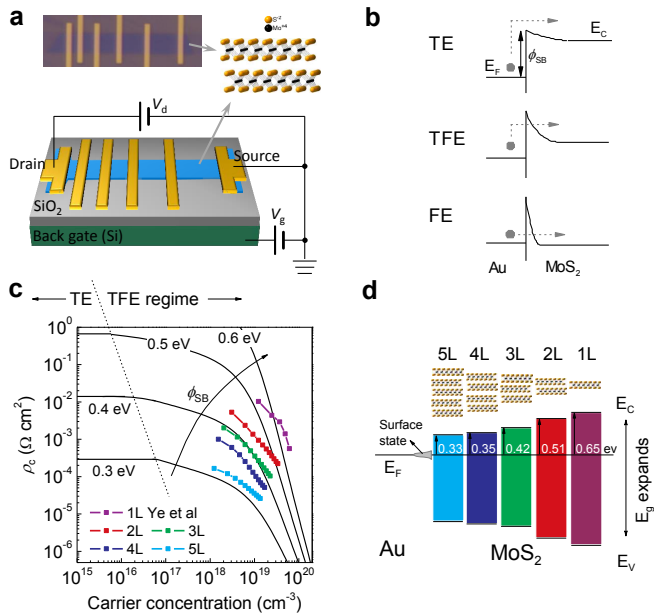 a
S⁻²
Mo⁺⁴
V_d
Drain
Source
SiO₂
V_g
Back gate (Si)
b
TE
E_C
E_F
ϕ_SB
TFE
FE
Au
MoS₂
c
TE
TFE regime
10⁰
10⁻¹
10⁻²
10⁻³
10⁻⁴
10⁻⁵
10⁻⁶
ρ_c (Ω cm²)
0.6 eV
0.5 eV
ϕ_SB
0.4 eV
0.3 eV
1L Ye et al
2L
3L
4L
5L
10¹⁵
10¹⁶
10¹⁷
10¹⁸
10¹⁹
10²⁰
Carrier concentration (cm⁻³)
d
5L 4L 3L 2L 1L
Surface
state
E_C
0.33
0.35
0.42
0.51
0.65
ev
E_F
E_g expands
Au
MoS₂
E_V